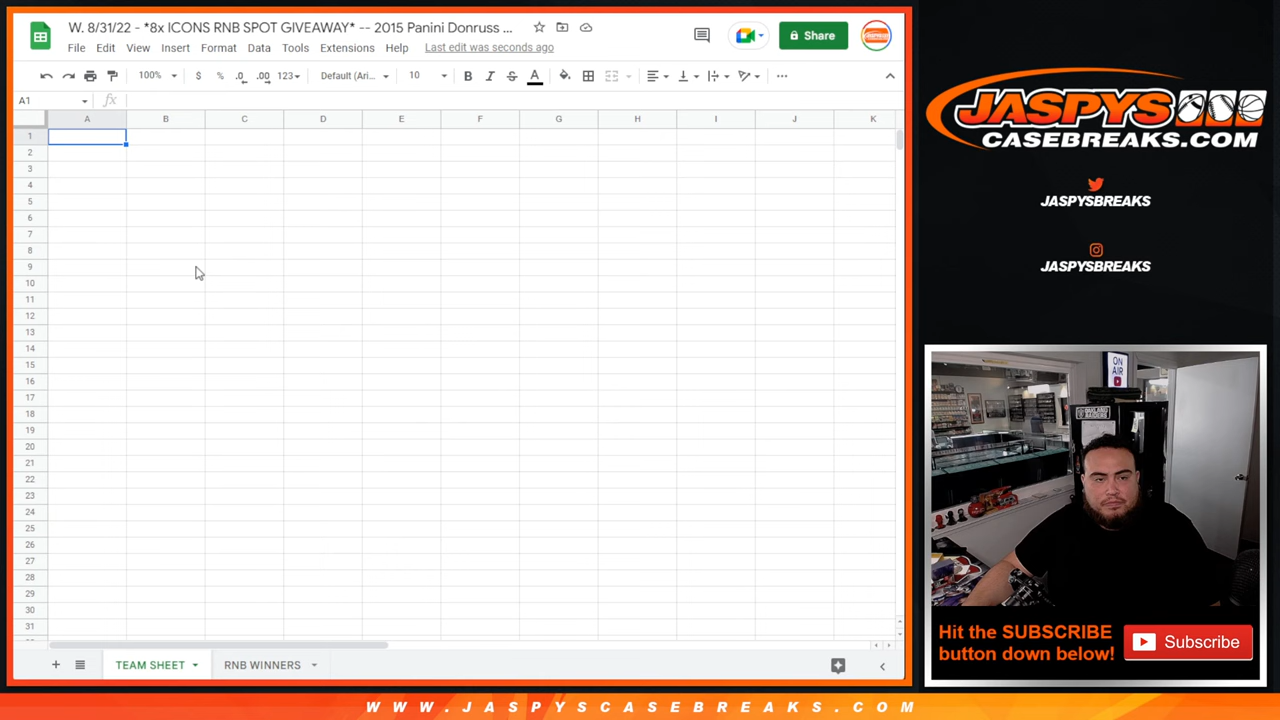 W. 8/31/22 - *8x ICONS RNB SPOT GIVEAWAY* -- 2015 Panini Donruss ...
File Edit View Insert Format Data Tools Extensions Help Last edit was seconds ago
Share
100% $ % .0 .00 123 Default (Ari... 10 B I S A
A1 fx
A B C D E F G H I J K
1
2
3
4
5
6
7
8
9
10
11
12
13
14
15
16
17
18
19
20
21
22
23
24
25
26
27
28
29
30
31
TEAM SHEET RNB WINNERS
JASPYS
CASEBREAKS.COM
JASPYSBREAKS
JASPYSBREAKS
ON
AIR
OAKLAND
RAIDERS
Hit the SUBSCRIBE
button down below!
Subscribe
WWW.JASPYSCASEBREAKS.COM